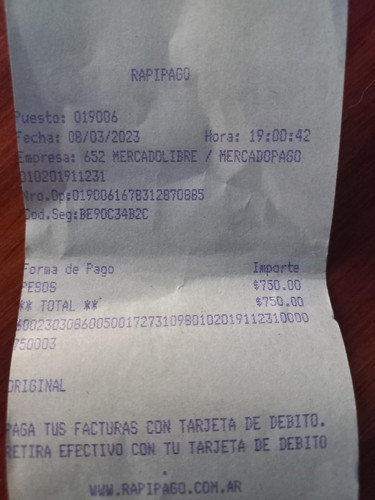 RAPIPAGO
Puesto: 019006
Fecha: 08/03/2023 Hora: 19:00:42
Empresa: 652 MERCADOLIBRE / MERCADOPAGO
010201911231
Nro.Op:0190061678312870885
Cod.Seg:BE90C34B2C
Forma de Pago Importe
PESOS $750.00
** TOTAL ** $750.00
6002303086005001727310980102019112310000
750003
ORIGINAL
PAGA TUS FACTURAS CON TARJETA DE DEBITO.
RETIRA EFECTIVO CON TU TARJETA DE DEBITO
WWW.RAPIPAGO.COM.AR